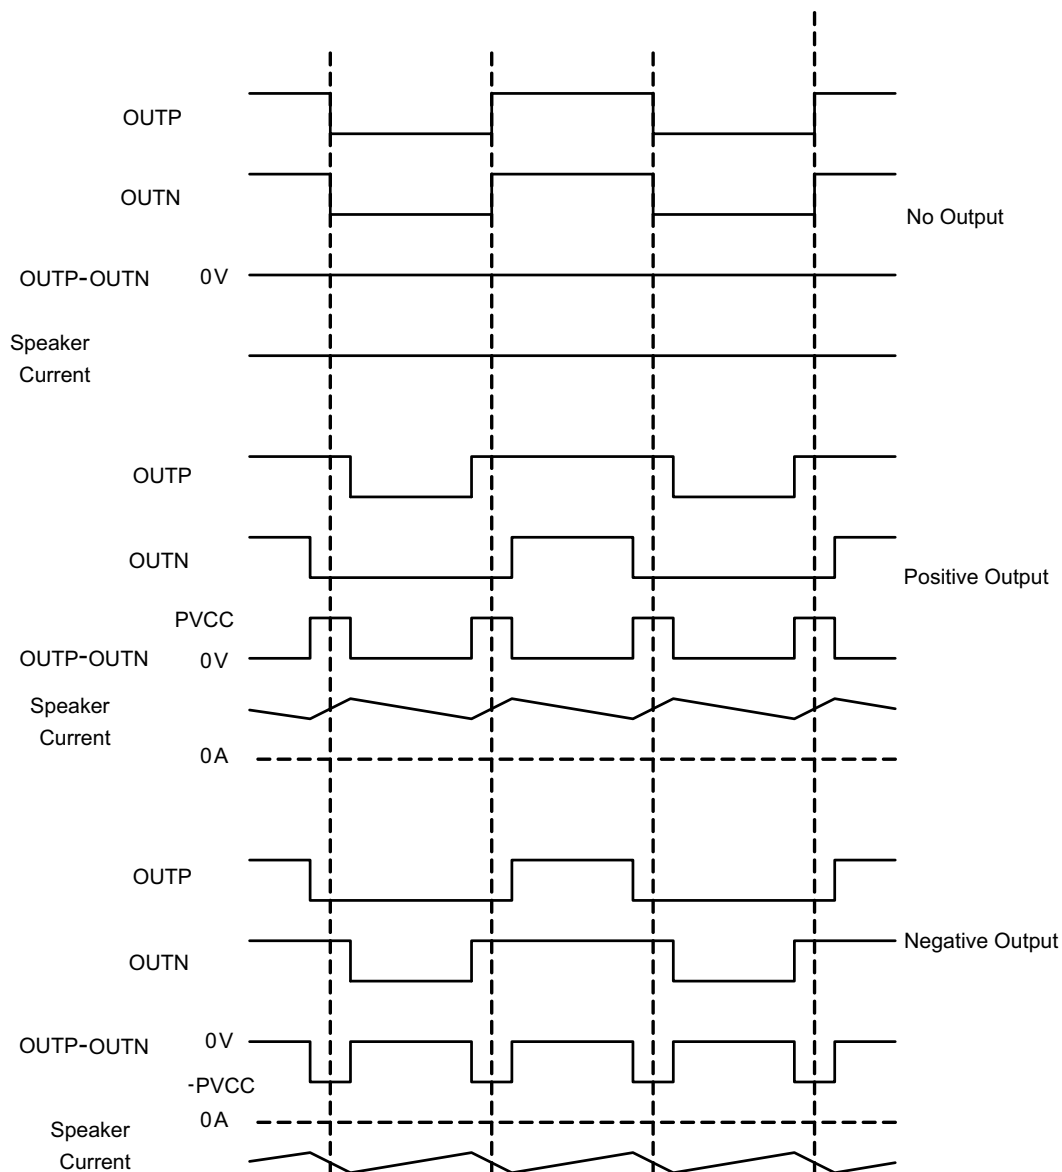 OUTP
OUTN
No Output
OUTP-OUTN 0V
Speaker
Current
OUTP
OUTN
Positive Output
PVCC
OUTP-OUTN 0V
Speaker
Current
0A
OUTP
OUTN
Negative Output
OUTP-OUTN 0V
-PVCC
0A
Speaker
Current